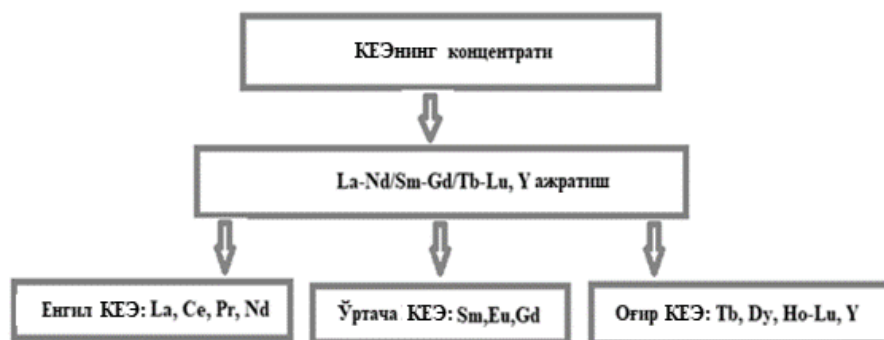 КЕЭнинг концентрати
La-Nd/Sm-Gd/Tb-Lu, Y ажратиш
Енгил КЕЭ: La, Ce, Pr, Nd
Ўртача КЕЭ: Sm,Eu,Gd
Оғир КЕЭ: Tb, Dy, Ho-Lu, Y